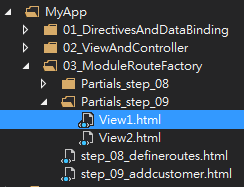 MyApp
01_DirectivesAndDataBinding
02_ViewAndController
03_ModuleRouteFactory
Partials_step_08
Partials_step_09
View1.html
View2.html
step_08_defineroutes.html
step_09_addcustomer.html